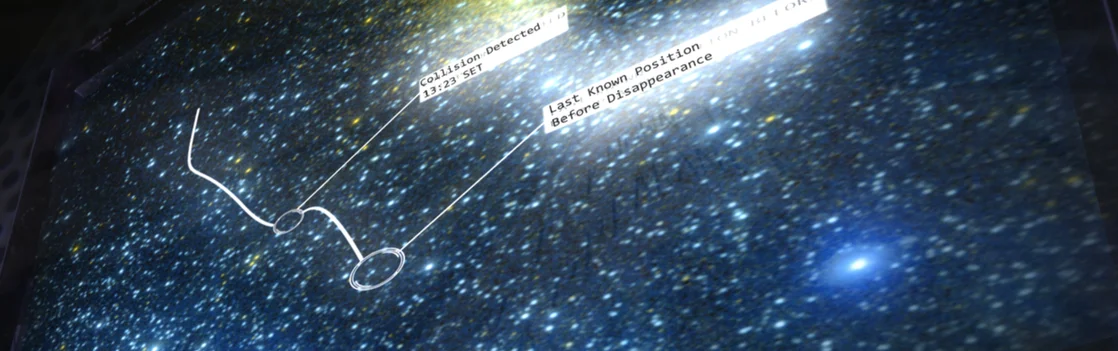 Collision Detected
13:23 SET
Last Known Position
Before Disappearance